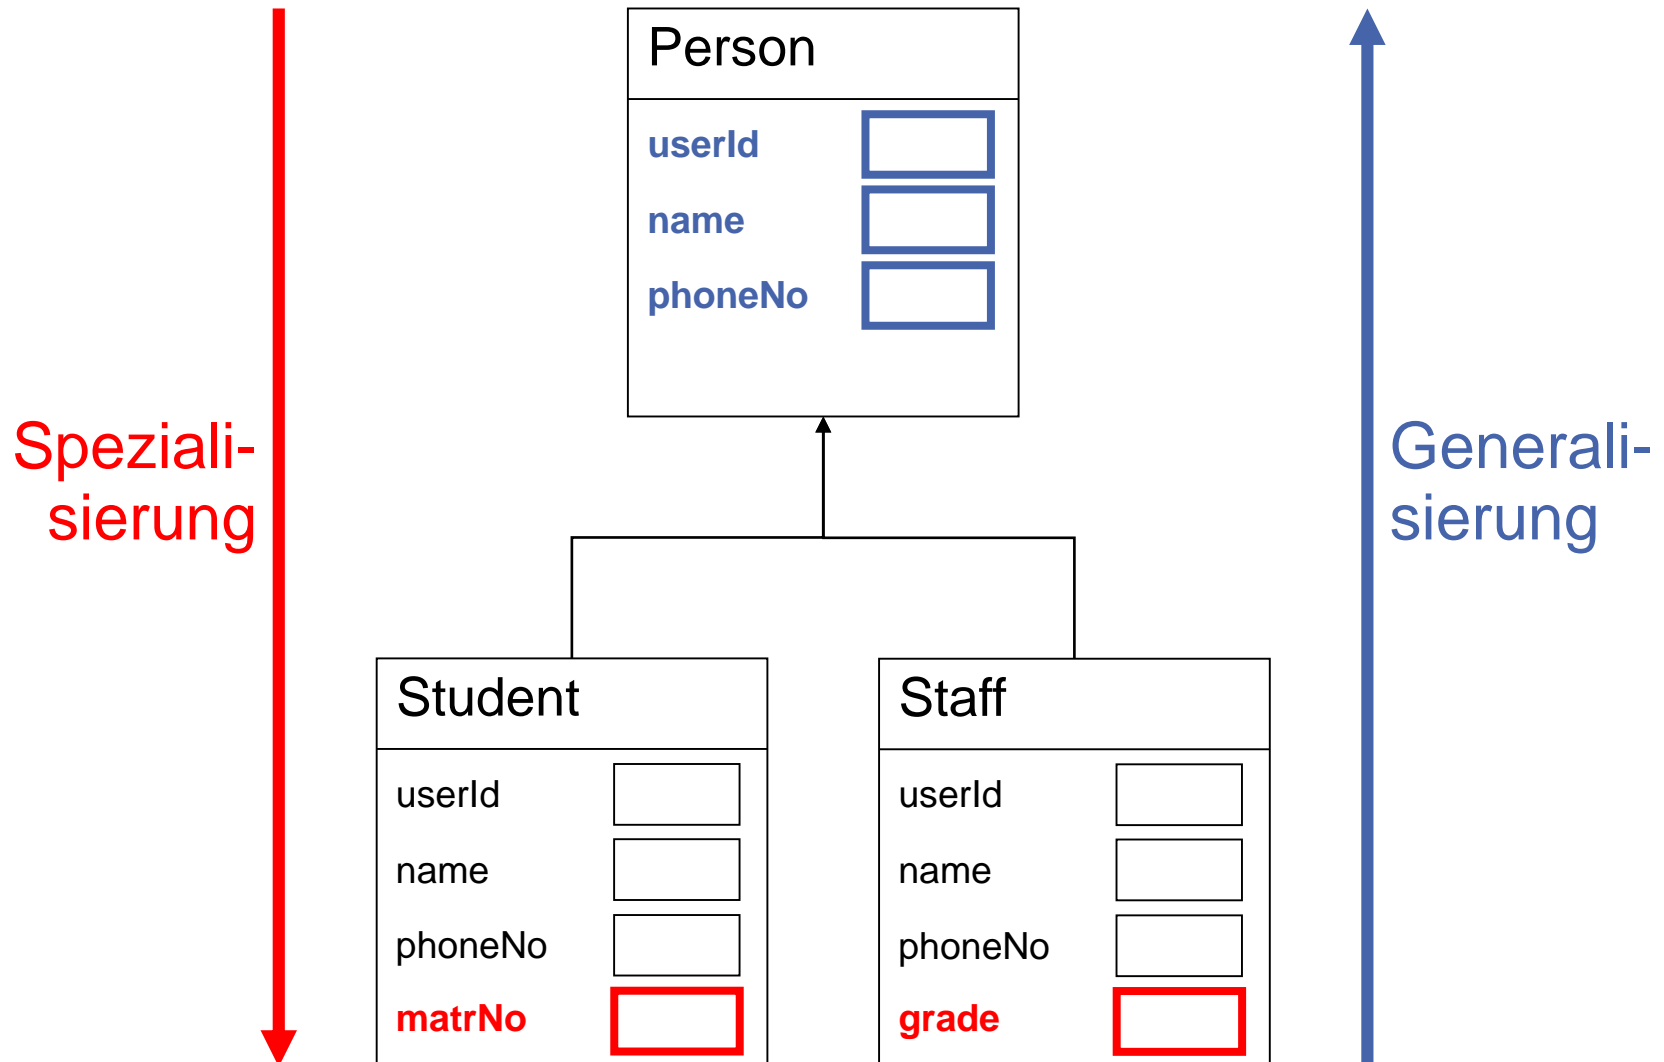 Person
userId
name
phoneNo
Speziali-
sierung
Generali-
sierung
Student
userId
name
phoneNo
matrNo
Staff
userId
name
phoneNo
grade